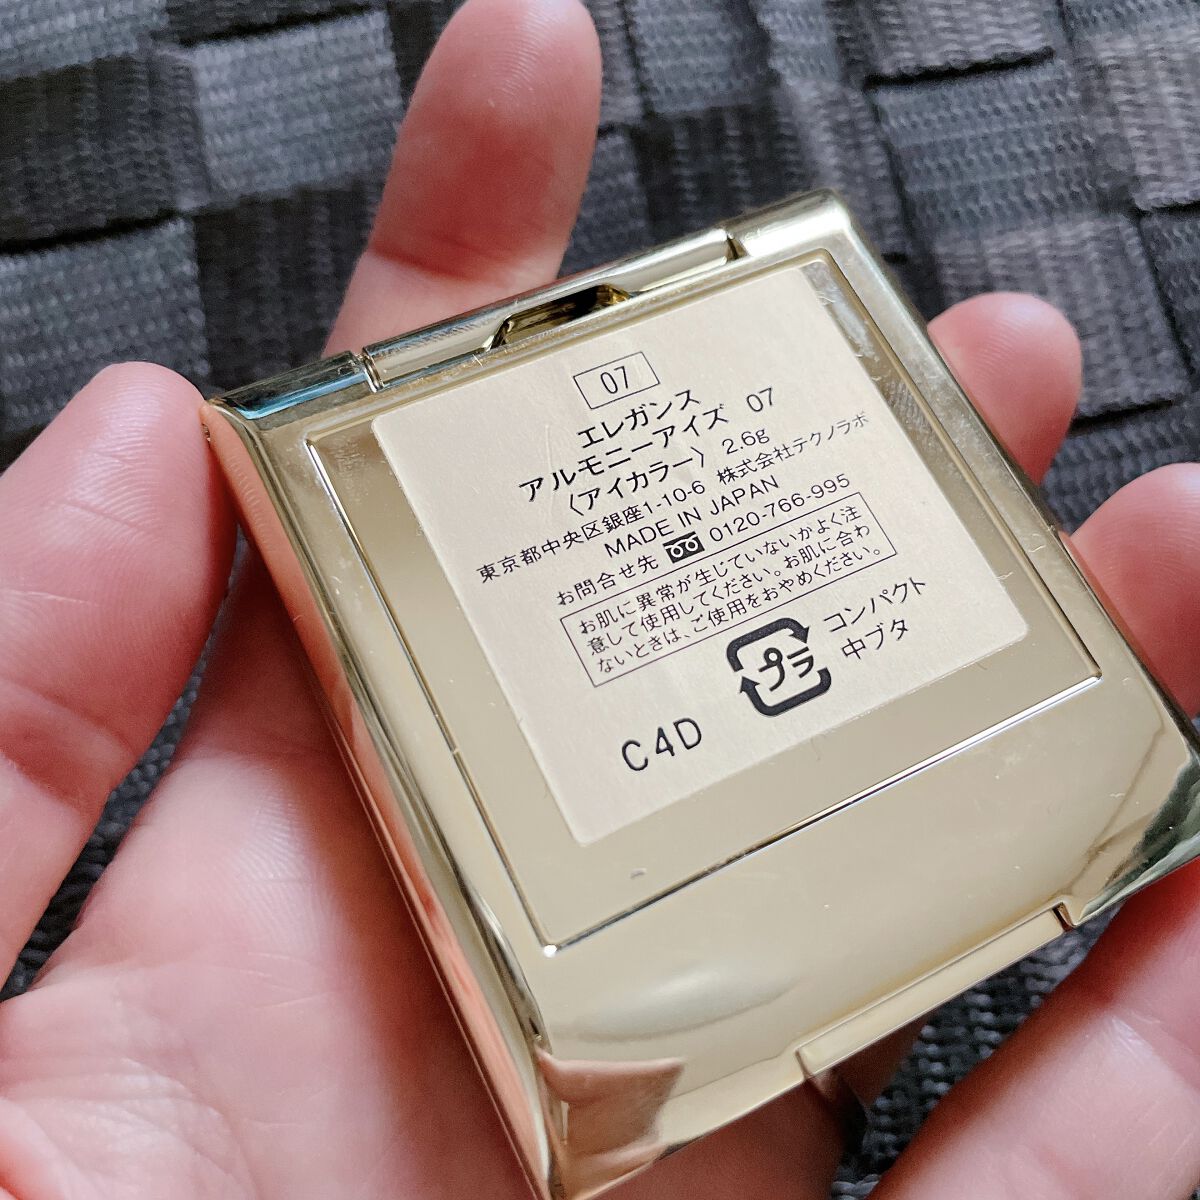 07
エレガンス
アルモニーアイズ 07
〈アイカラー〉 2.6g
東京都中央区銀座1-10-6 株式会社テクノラボ
MADE IN JAPAN
お問合せ先 0120-766-995
お肌に異常が生じていないかよく注
意して使用してください。お肌に合わ
ないときは、ご使用をおやめください。
プラ
コンパクト
中ブタ
C4D